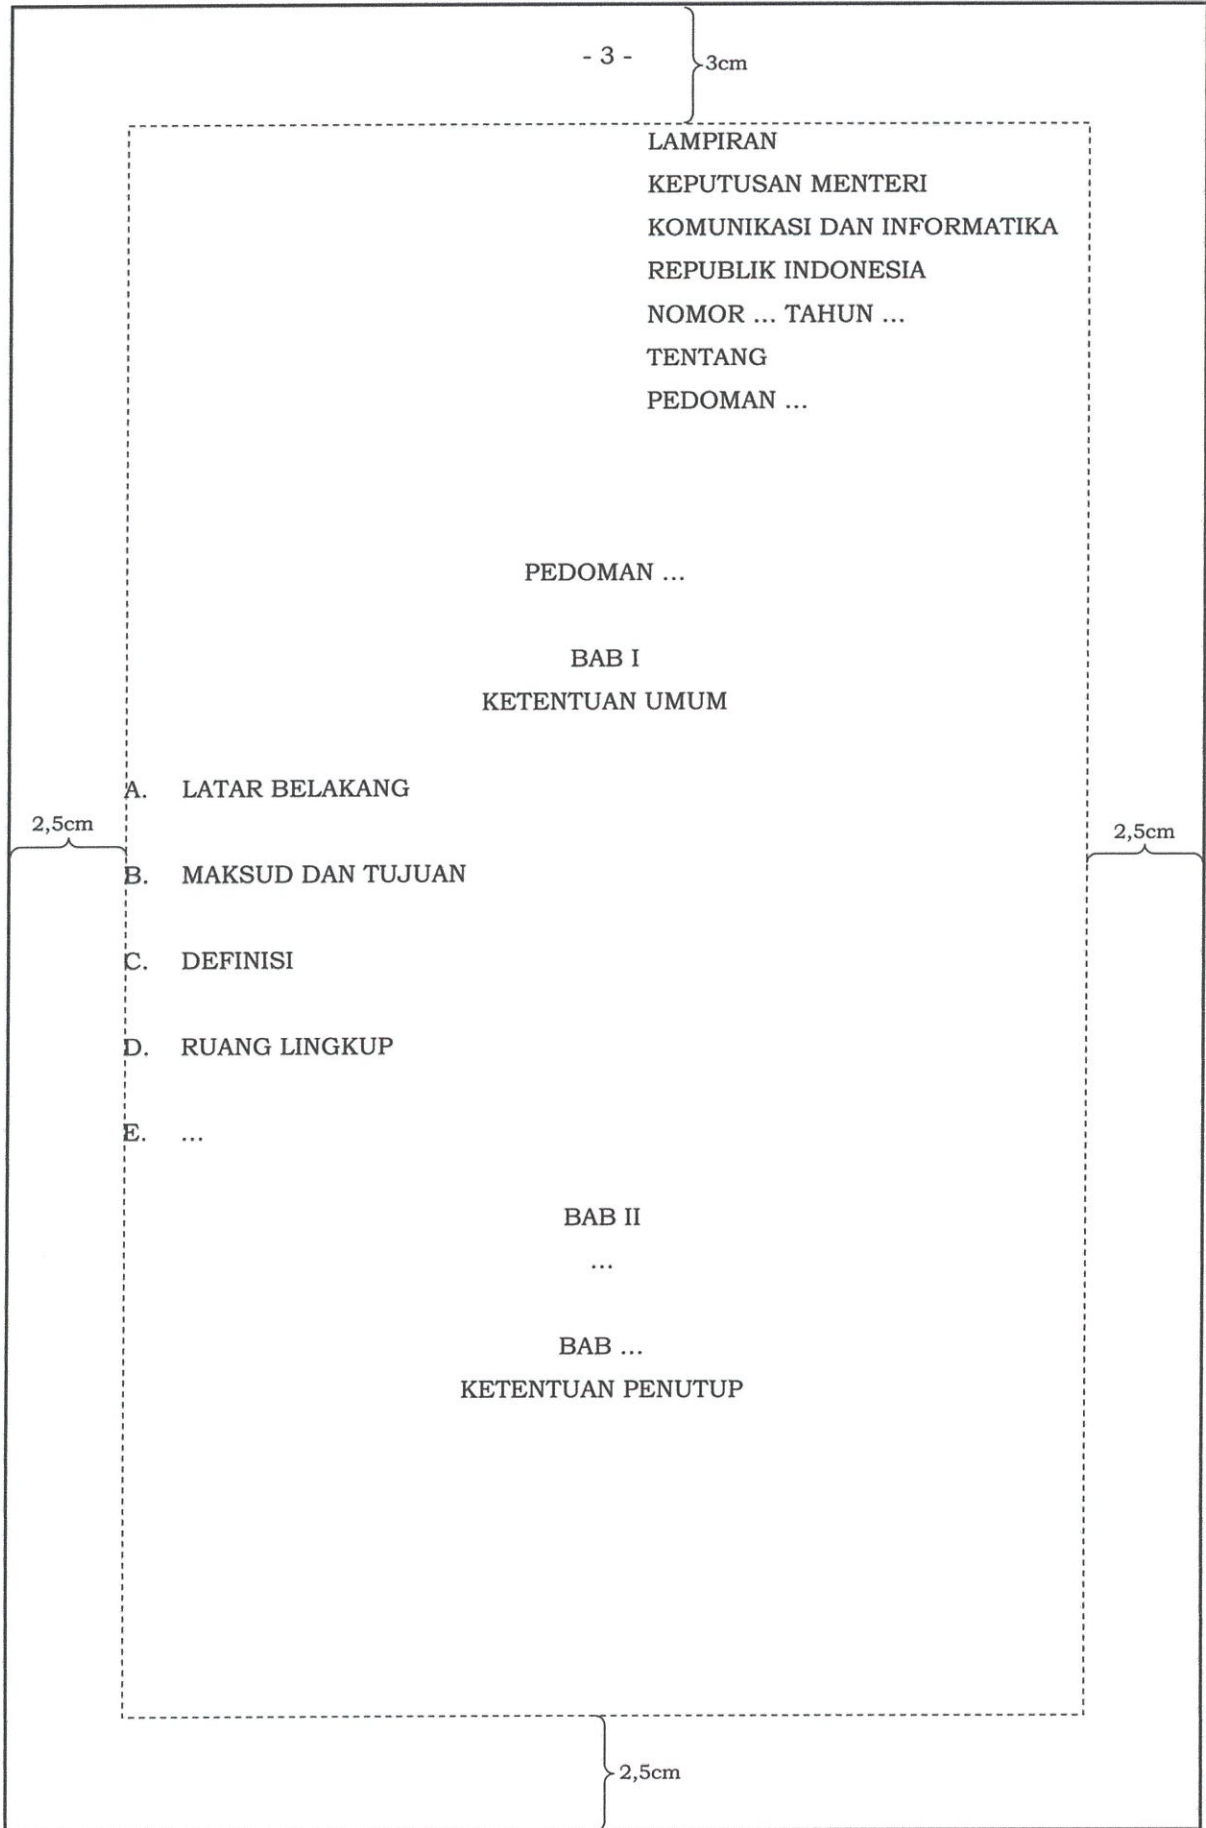 - 3 -
3cm
LAMPIRAN
KEPUTUSAN MENTERI
KOMUNIKASI DAN INFORMATIKA
REPUBLIK INDONESIA
NOMOR ... TAHUN ...
TENTANG
PEDOMAN ...
PEDOMAN ...
BAB I
KETENTUAN UMUM
A. LATAR BELAKANG
2,5cm
2,5cm
B. MAKSUD DAN TUJUAN
C. DEFINISI
D. RUANG LINGKUP
E. ...
BAB II
...
BAB ...
KETENTUAN PENUTUP
2,5cm